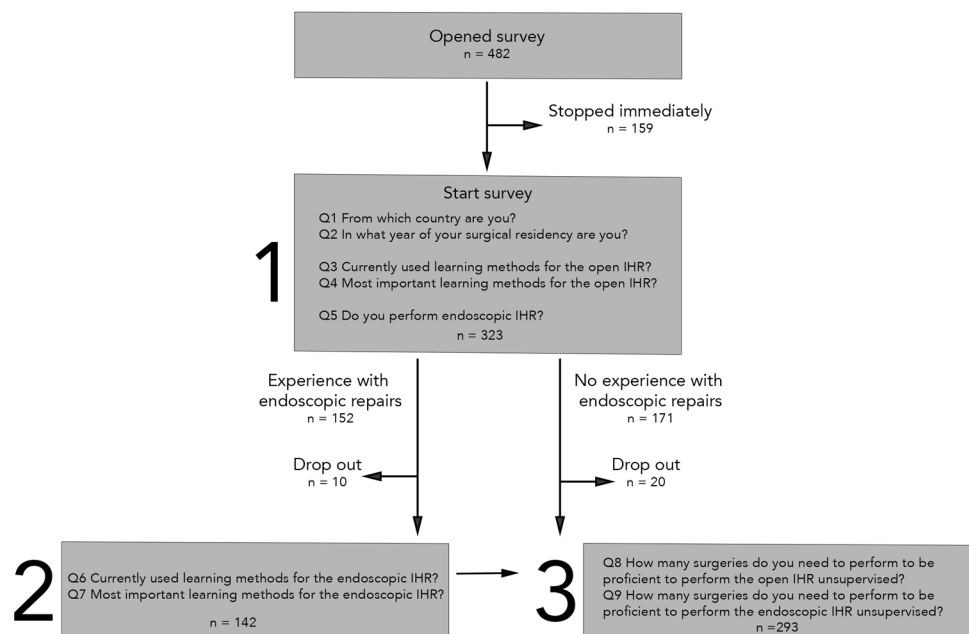 Opened survey
n = 482
Stopped immediately
n = 159
1
Start survey
Q1 From which country are you?
Q2 In what year of your surgical residency are you?
Q3 Currently used learning methods for the open IHR?
Q4 Most important learning methods for the open IHR?
Q5 Do you perform endoscopic IHR?
n = 323
Experience with
endoscopic repairs
n = 152
No experience with
endoscopic repairs
n = 171
Drop out
n = 10
Drop out
n = 20
2
Q6 Currently used learning methods for the endoscopic IHR?
Q7 Most important learning methods for the endoscopic IHR?
n = 142
3
Q8 How many surgeries do you need to perform to be
proficient to perform the open IHR unsupervised?
Q9 How many surgeries do you need to perform to be
proficient to perform the endoscopic IHR unsupervised?
n =293